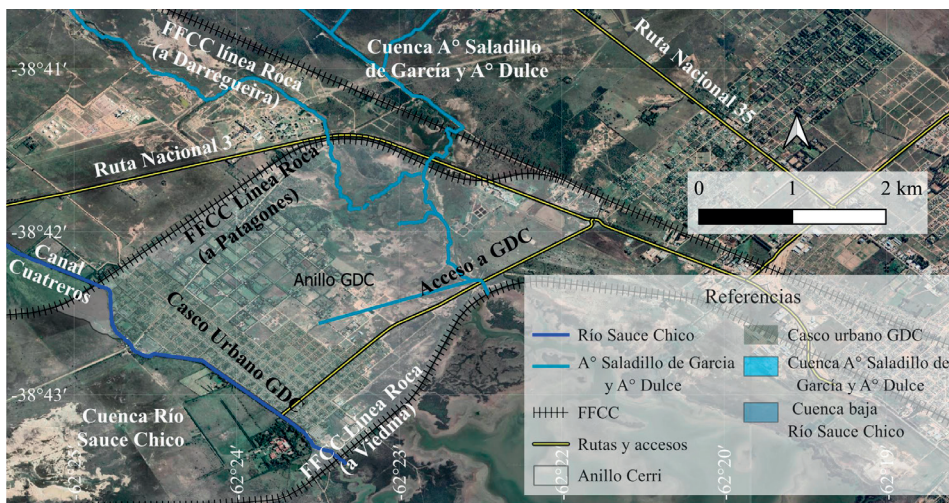 FFCC línea Roca
(a Darregueira)
Cuenca A° Saladillo
de García y A° Dulce
Ruta Nacional 35
-38°41'
Ruta Nacional 3
FFCC Línea Roca
(a Patagones)
0 1 2 km
-38°42'
Canal
Cuatreros
Anillo GDC
Acceso a GDC
Casco Urbano GDC
-38°43'
Cuenca Río
Sauce Chico
FFCC Línea Roca
(a Viedma)
-62°25'
-62°24'
-62°23'
-62°22'
-62°20'
-62°19'
Referencias
Río Sauce Chico
A° Saladillo de Garcia
y A° Dulce
FFCC
Rutas y accesos
Anillo Cerri
Casco urbano GDC
Cuenca A° Saladillo de
García y A° Dulce
Cuenca baja
Río Sauce Chico